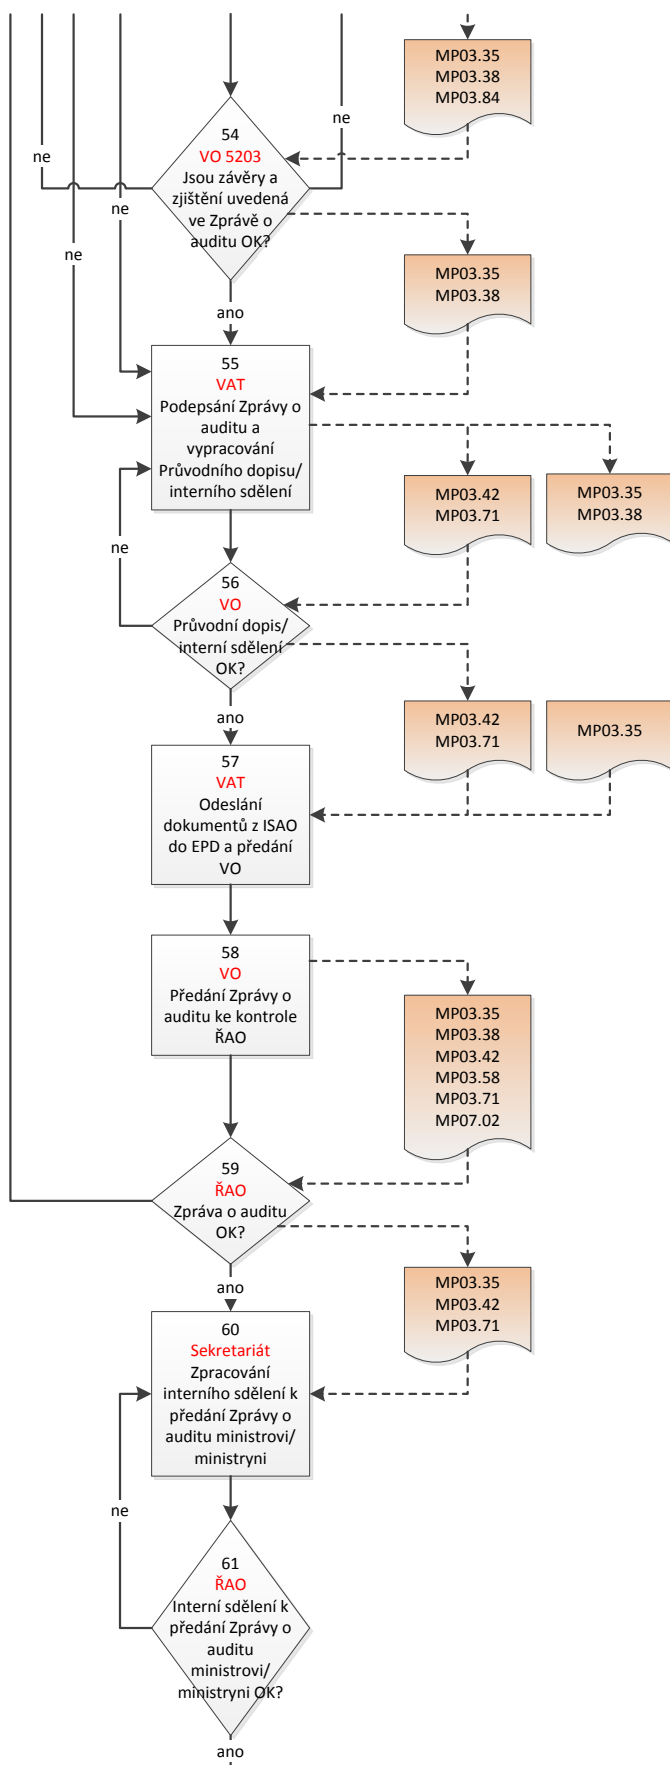 MP03.35
MP03.38
MP03.84
54
VO 5203
Jsou závěry a
zjištění uvedená
ve Zprávě o
auditu OK?
ne
ne
ne
ne
MP03.35
MP03.38
ano
55
VAT
Podepsání Zprávy o
auditu a
vypracování
Průvodního dopisu/
interního sdělení
MP03.42
MP03.71
MP03.35
MP03.38
ne
56
VO
Průvodní dopis/
interní sdělení
OK?
ano
MP03.42
MP03.71
MP03.35
57
VAT
Odeslání
dokumentů z ISAO
do EPD a předání
VO
58
VO
Předání Zprávy o
auditu ke kontrole
ŘAO
MP03.35
MP03.38
MP03.42
MP03.58
MP03.71
MP07.02
59
ŘAO
Zpráva o auditu
OK?
ano
MP03.35
MP03.42
MP03.71
60
Sekretariát
Zpracování
interního sdělení k
předání Zprávy o
auditu ministrovi/
ministryni
ne
61
ŘAO
Interní sdělení k
předání Zprávy o
auditu
ministrovi/
ministryni OK?
ano